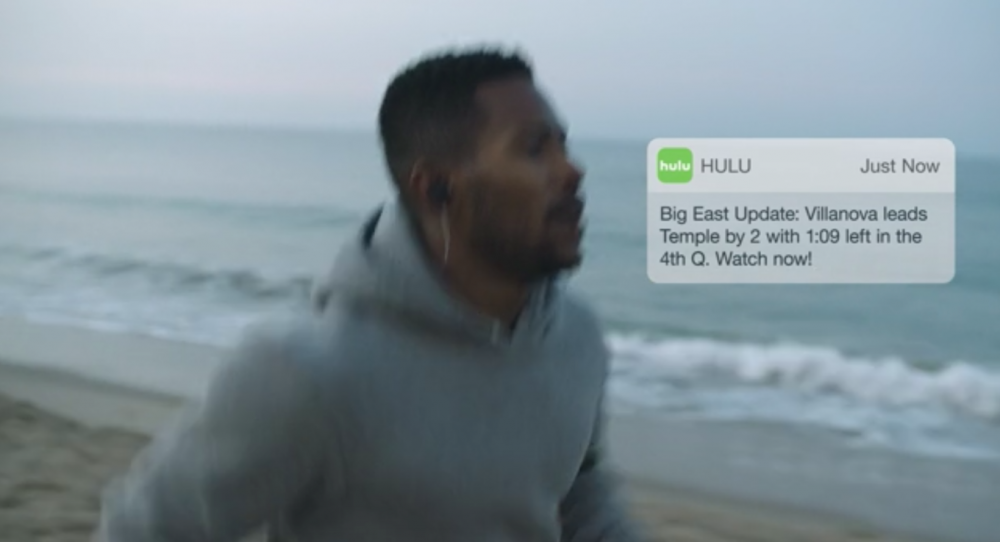 hulu HULU Just Now
Big East Update: Villanova leads
Temple by 2 with 1:09 left in the
4th Q. Watch now!